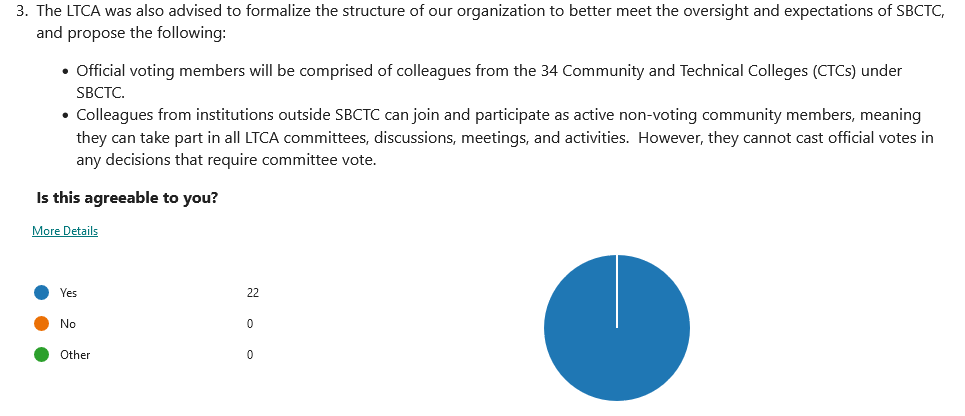 3. The LTCA was also advised to formalize the structure of our organization to better meet the oversight and expectations of SBCTC,
and propose the following:
• Official voting members will be comprised of colleagues from the 34 Community and Technical Colleges (CTCs) under
SBCTC.
• Colleagues from institutions outside SBCTC can join and participate as active non-voting community members, meaning
they can take part in all LTCA committees, discussions, meetings, and activities.  However, they cannot cast official votes in
any decisions that require committee vote.
Is this agreeable to you?
More Details
Yes 22
No 0
Other 0